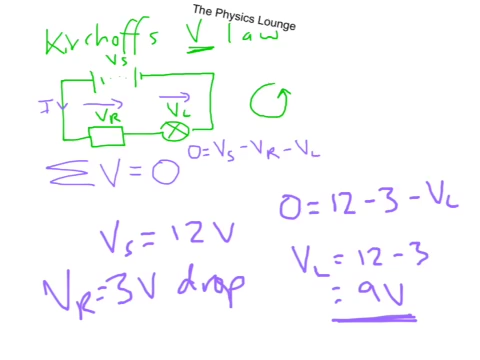 The Physics Lounge
Kirchoffs V law
Vs
I
VR VL
0 = Vs - VR - VL
ΣV = 0
Vs = 12V
VR = 3V drop
0 = 12 - 3 - VL
VL = 12 - 3
= 9V